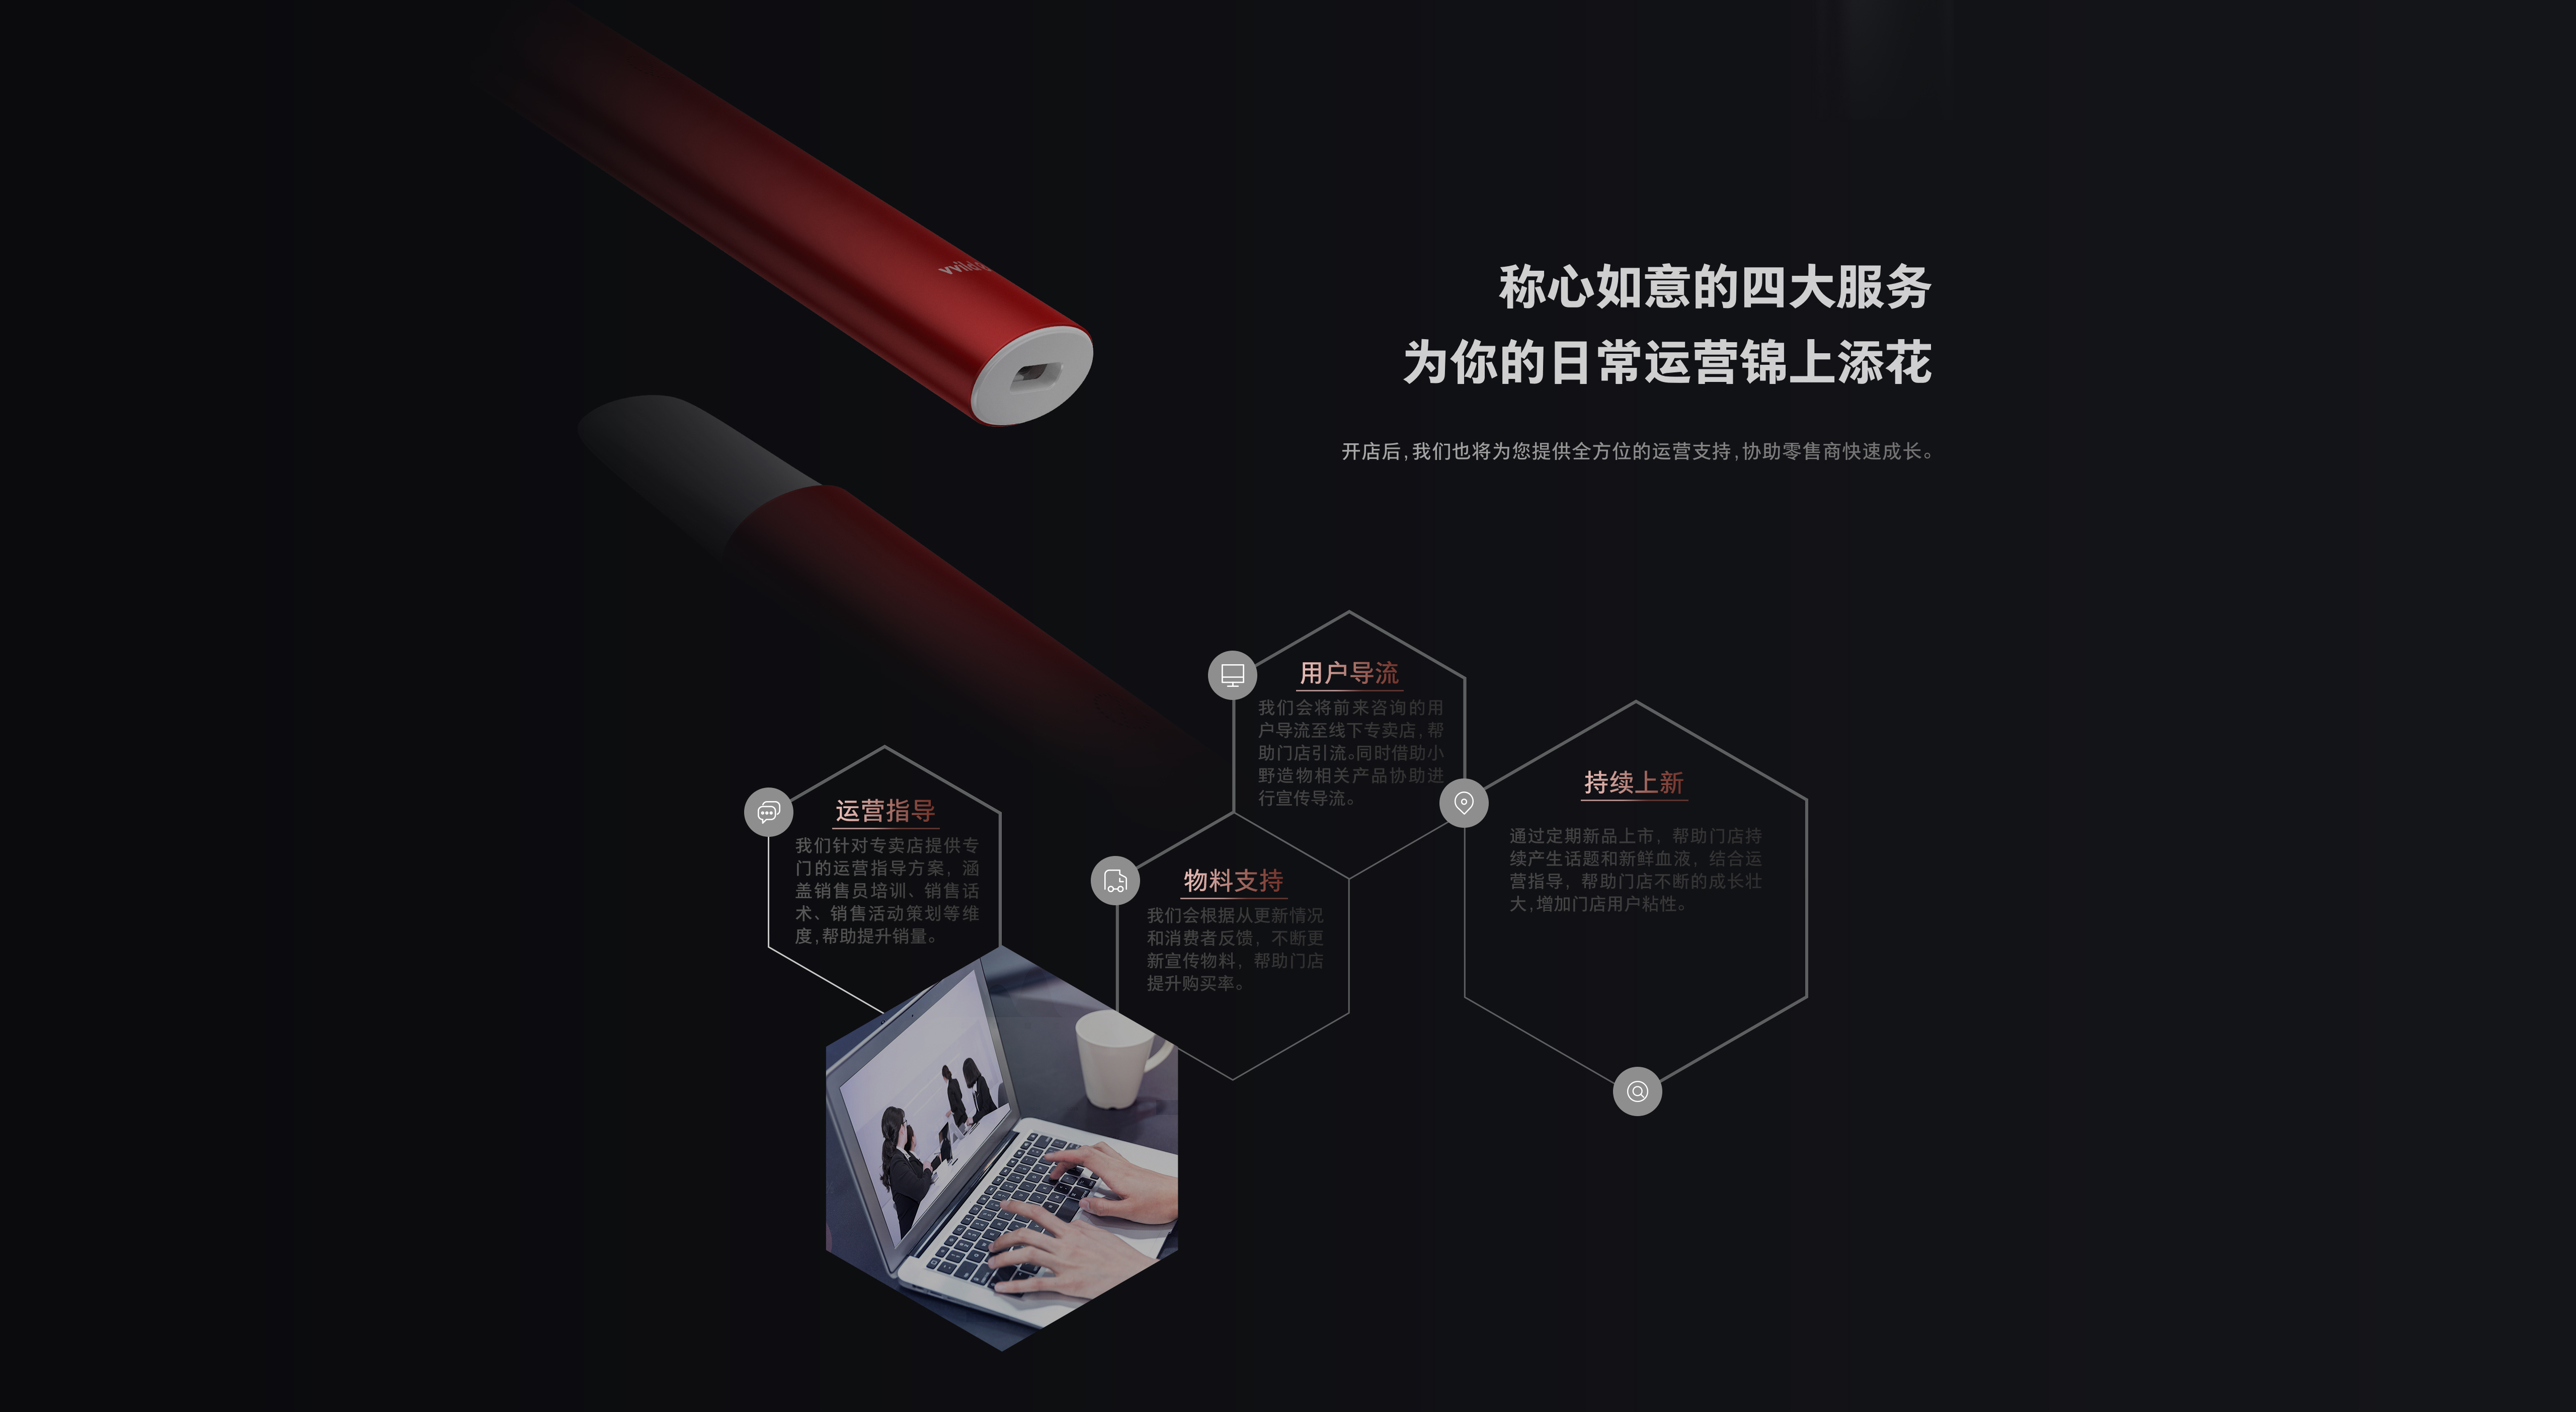 称心如意的四大服务
为你的日常运营锦上添花
开店后,我们也将为您提供全方位的运营支持,协助零售商快速成长。
用户导流
我们会将前来咨询的用
户导流至线下专卖店,帮
助门店引流。同时借助小
野造物相关产品协助进
行宣传导流。
持续上新
通过定期新品上市，帮助门店持
续产生话题和新鲜血液，结合运
营指导，帮助门店不断的成长壮
大,增加门店用户粘性。
运营指导
我们针对专卖店提供专
门的运营指导方案，涵
盖销售员培训、销售话
术、销售活动策划等维
度,帮助提升销量。
物料支持
我们会根据从更新情况
和消费者反馈，不断更
新宣传物料，帮助门店
提升购买率。